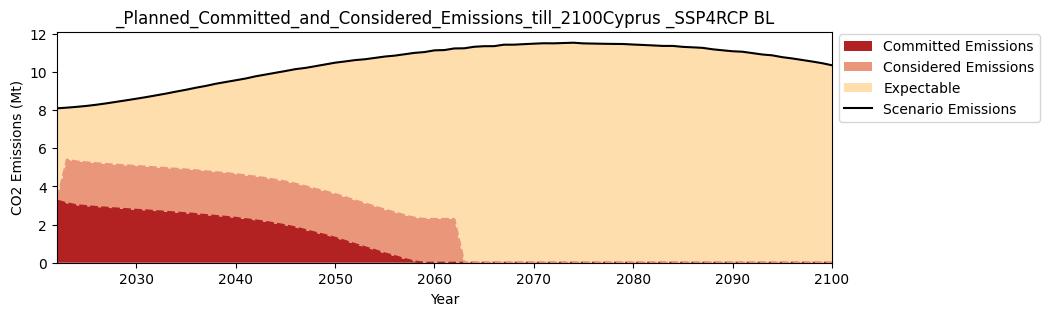 _Planned_Committed_and_Considered_Emissions_till_2100Cyprus _SSP4RCP BL
12
10
8
6
4
2
0
CO2 Emissions (Mt)
2030 2040 2050 2060 2070 2080 2090 2100
Year
Committed Emissions
Considered Emissions
Expectable
Scenario Emissions